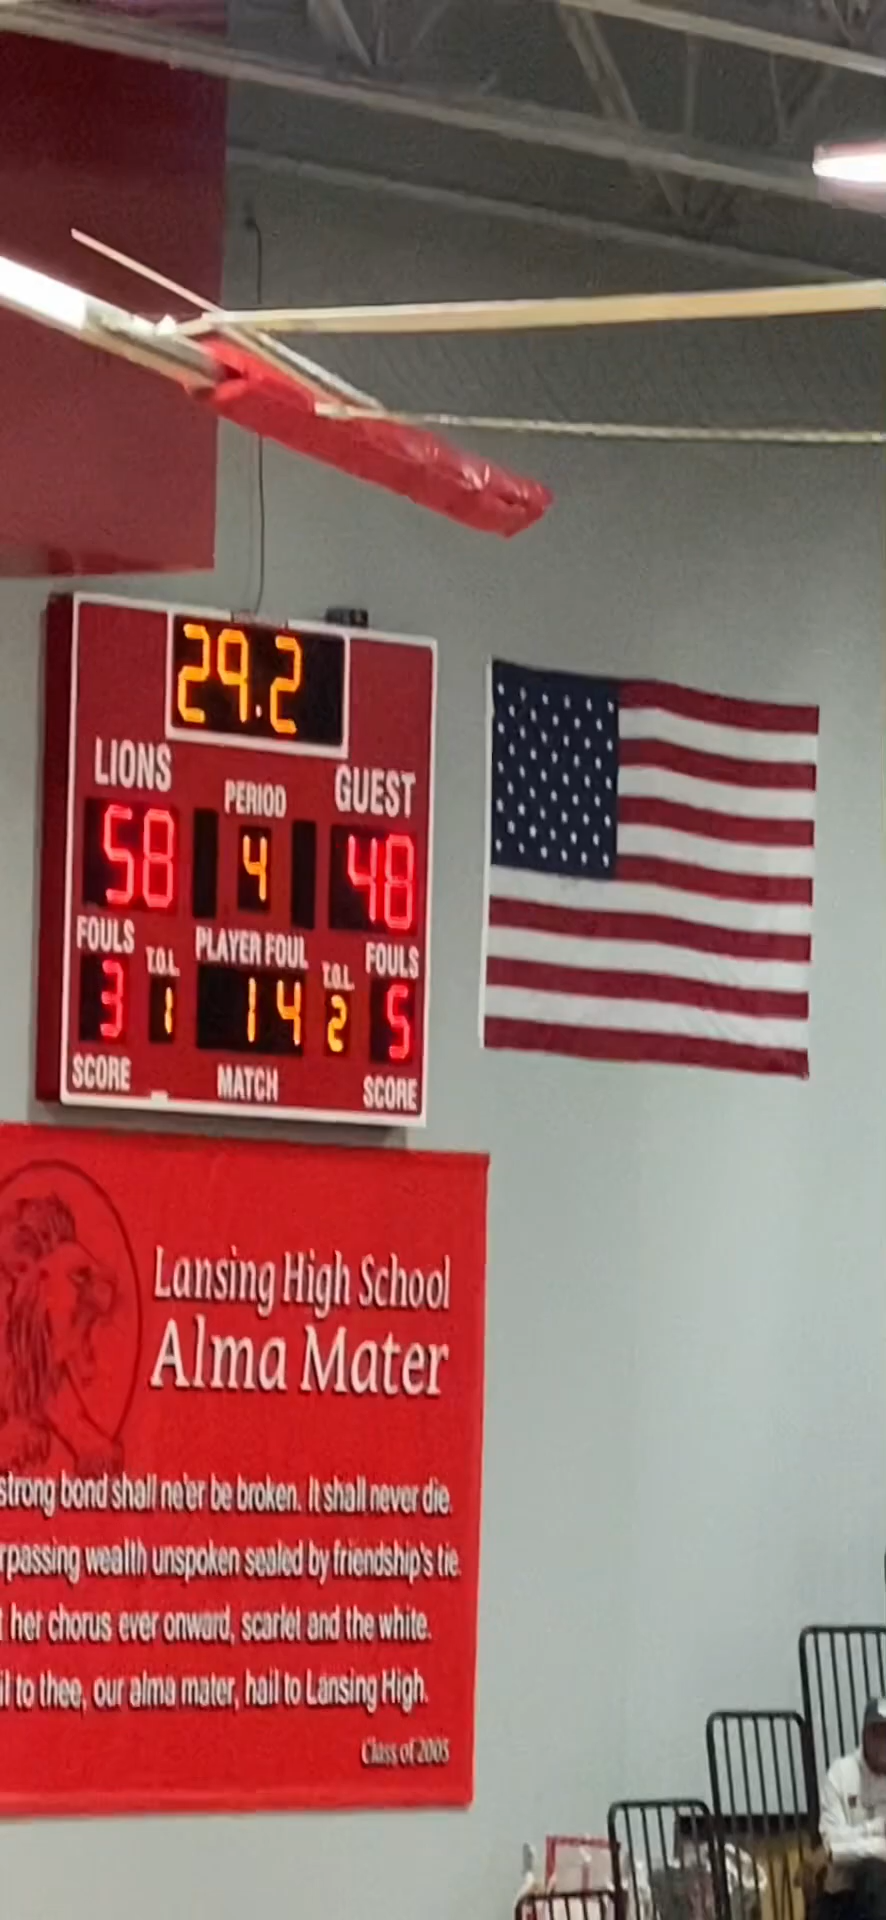 29.2
LIONS
PERIOD
GUEST
58
4
48
FOULS
T.O.L.
PLAYER FOUL
T.O.L.
FOULS
3
1
14
2
5
SCORE
MATCH
SCORE
Lansing High School
Alma Mater
strong bond shall ne'er be broken. It shall never die.
rpassing wealth unspoken sealed by friendship's tie.
her chorus ever onward, scarlet and the white.
il to thee, our alma mater, hail to Lansing High.
Class of 2005